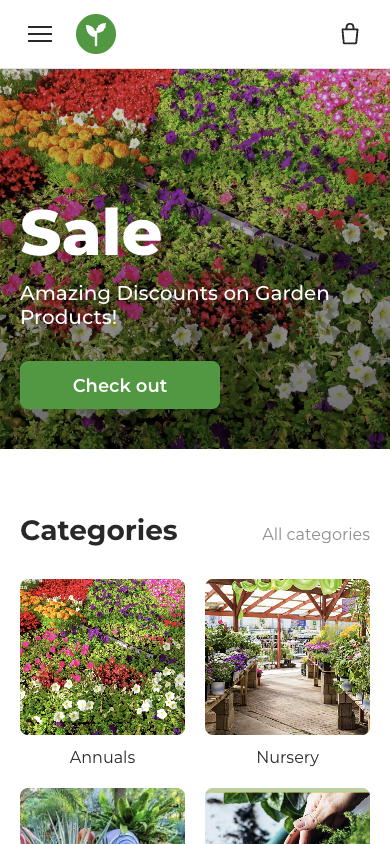 Sale
Amazing Discounts on Garden
Products!
Check out
Categories
All categories
Annuals
Nursery